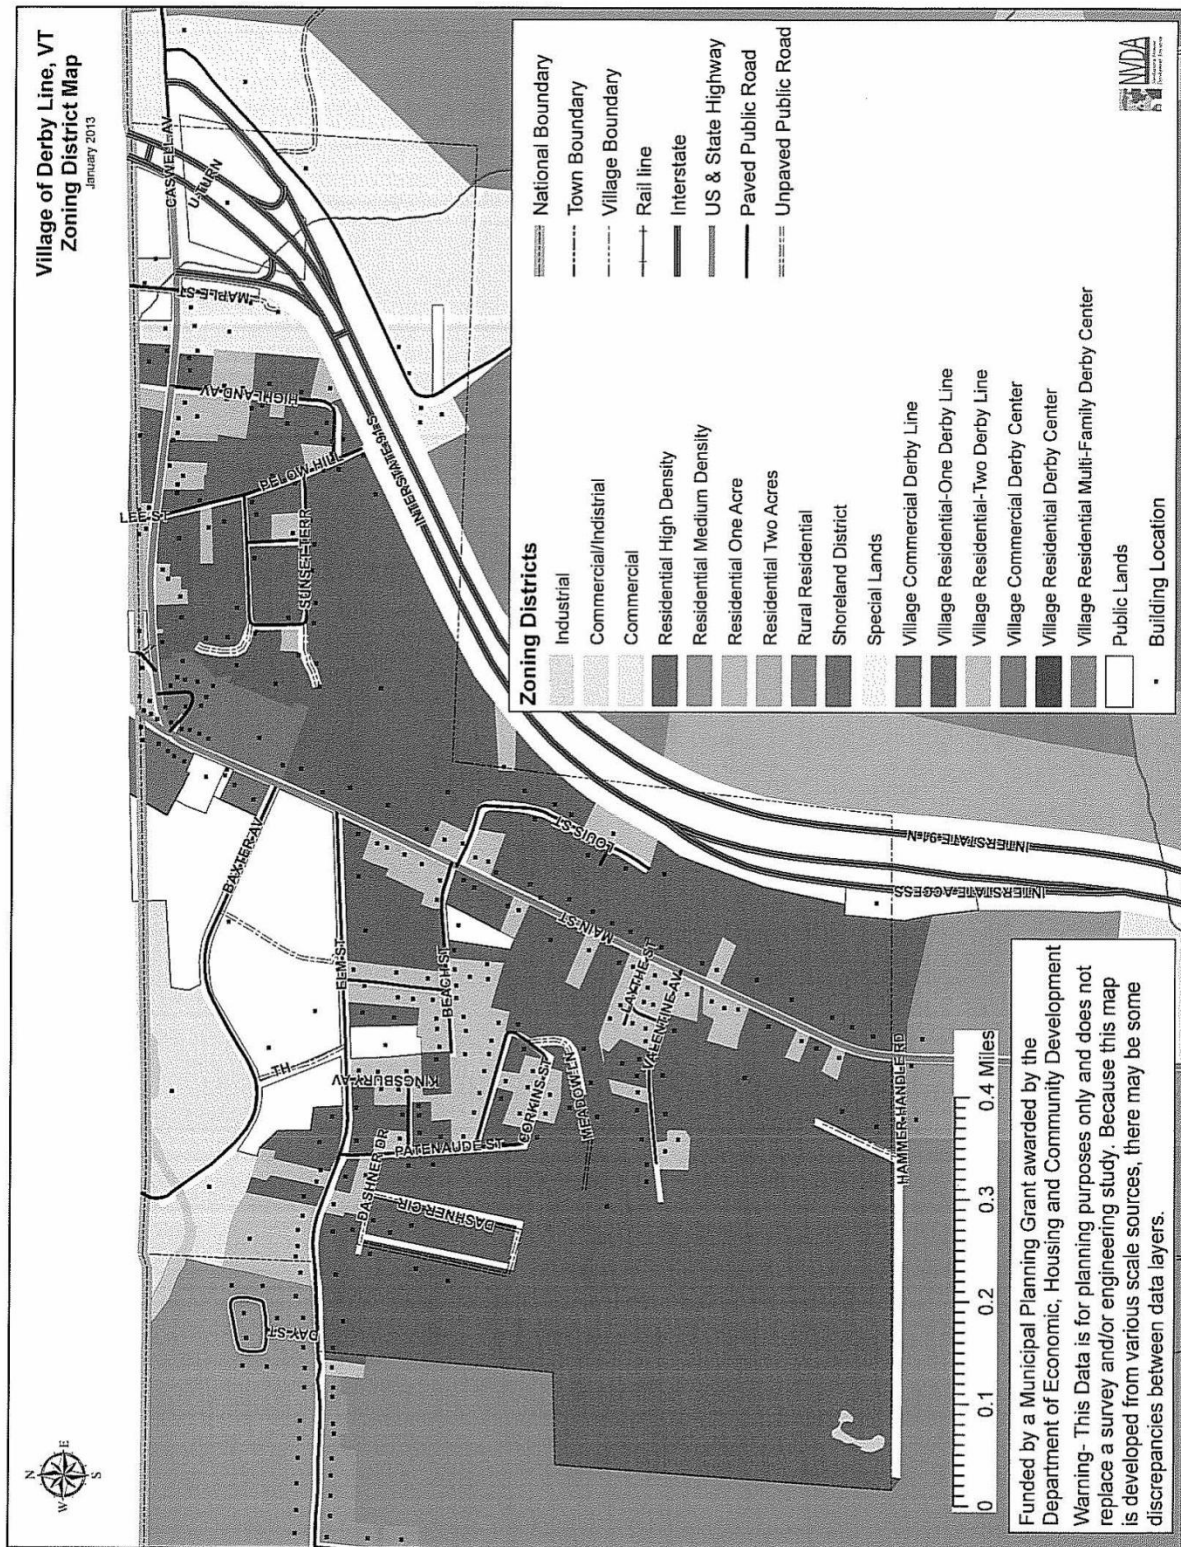 Village of Derby Line, VT
Zoning District Map
January 2013
N
W
E
S
CASWELL AV
U-TURN
MAPLE ST
HIGHLAND AV
LEE ST
PELOW HILL
SUNSET TERR
INTERSTATE 91 S
BAXTER AV
ELM ST
TH
KINGSBURY AV
BEACH ST
MAIN ST
LOUIS ST
DAY ST
DASHNER DR
DASHNER CIR
PATENAUDE ST
CORKINS ST
MEADOW LN
CAYTHE ST
VALENTINE AV
INTERSTATE 91 N
INTERSTATE ACCESS
HAMMER HANDLE RD
Zoning Districts
Industrial
Commercial/Indistrial
Commercial
Residential High Density
Residential Medium Density
Residential One Acre
Residential Two Acres
Rural Residential
Shoreland District
Special Lands
Village Commercial Derby Line
Village Residential-One Derby Line
Village Residential-Two Derby Line
Village Commercial Derby Center
Village Residential Derby Center
Village Residential Multi-Family Derby Center
Public Lands
Building Location
National Boundary
Town Boundary
Village Boundary
Rail line
Interstate
US & State Highway
Paved Public Road
Unpaved Public Road
NVDA
0 0.1 0.2 0.3 0.4 Miles
Funded by a Municipal Planning Grant awarded by the
Department of Economic, Housing and Community Development
Warning- This Data is for planning purposes only and does not
replace a survey and/or engineering study. Because this map
is developed from various scale sources, there may be some
discrepancies between data layers.